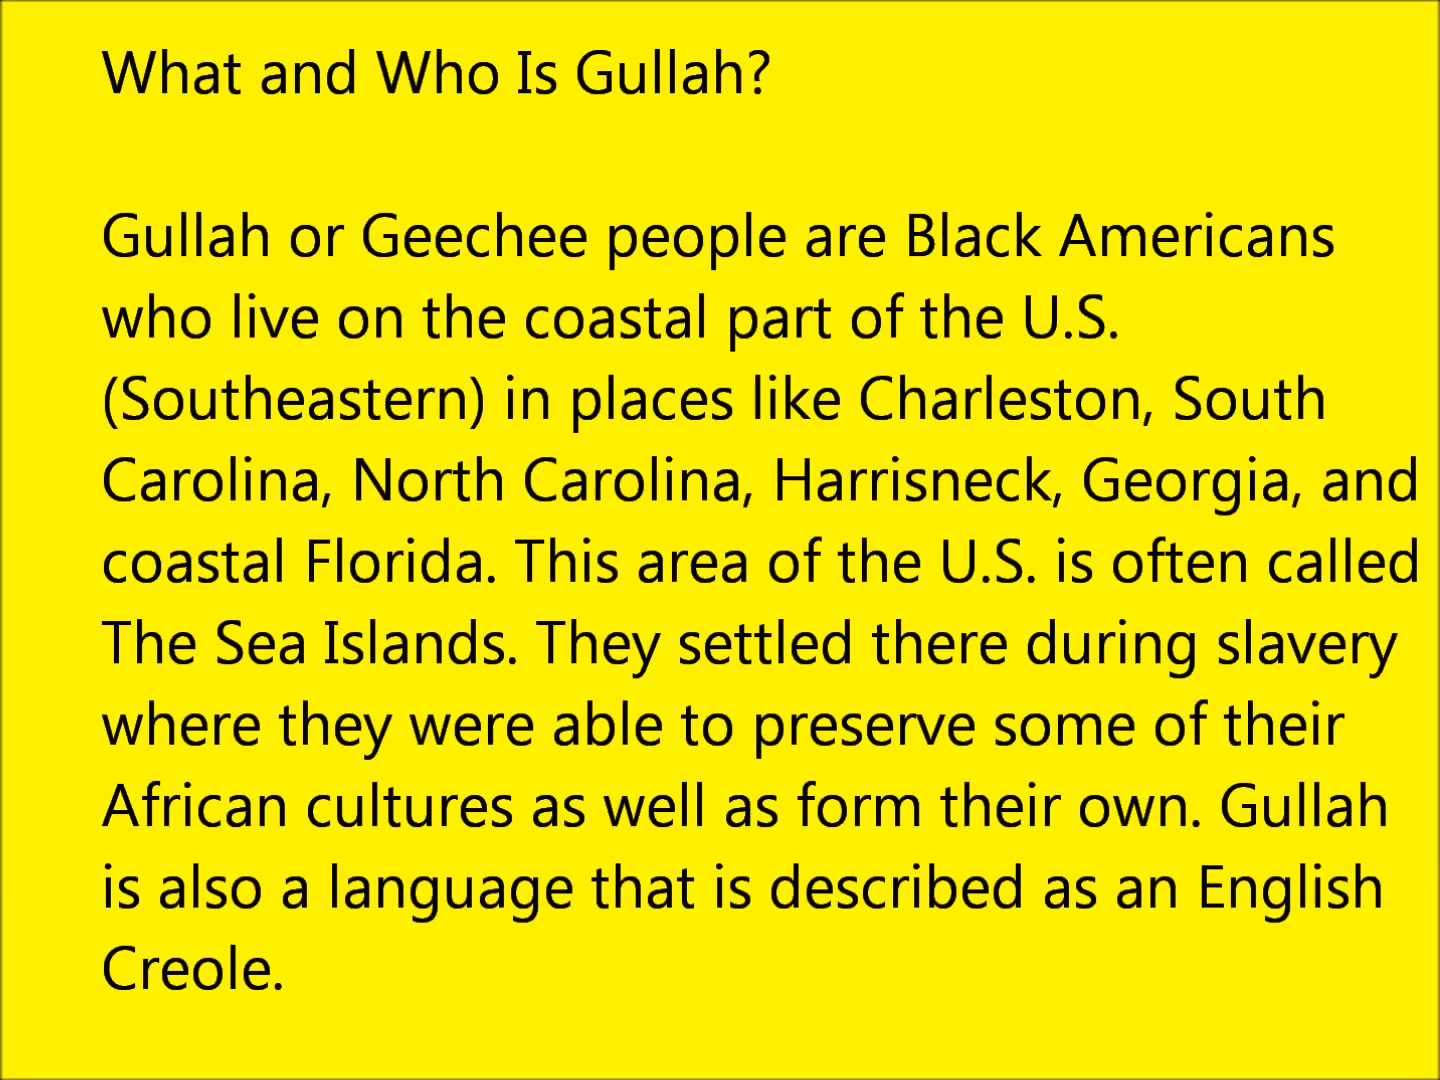 What and Who Is Gullah?
Gullah or Geechee people are Black Americans
who live on the coastal part of the U.S.
(Southeastern) in places like Charleston, South
Carolina, North Carolina, Harrisneck, Georgia, and
coastal Florida. This area of the U.S. is often called
The Sea Islands. They settled there during slavery
where they were able to preserve some of their
African cultures as well as form their own. Gullah
is also a language that is described as an English
Creole.